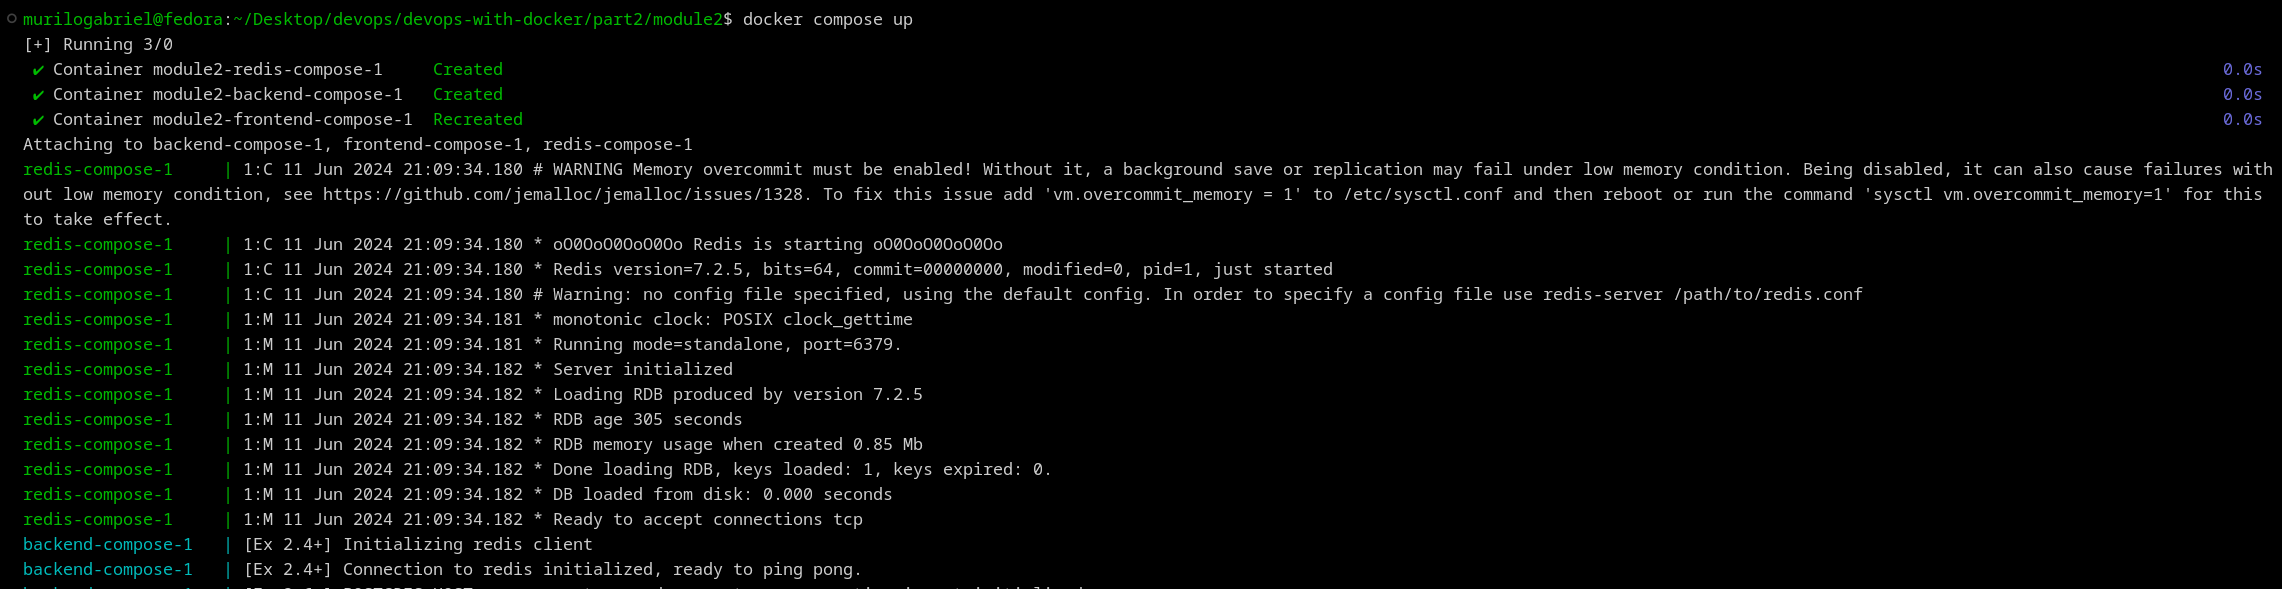 murilogabriel@fedora:~/Desktop/devops/devops-with-docker/part2/module2$ docker compose up
[+] Running 3/0
✔ Container module2-redis-compose-1 Created 0.0s
✔ Container module2-backend-compose-1 Created 0.0s
✔ Container module2-frontend-compose-1 Recreated 0.0s
Attaching to backend-compose-1, frontend-compose-1, redis-compose-1
redis-compose-1 | 1:C 11 Jun 2024 21:09:34.180 # WARNING Memory overcommit must be enabled! Without it, a background save or replication may fail under low memory condition. Being disabled, it can also cause failures with
out low memory condition, see https://github.com/jemalloc/jemalloc/issues/1328. To fix this issue add 'vm.overcommit_memory = 1' to /etc/sysctl.conf and then reboot or run the command 'sysctl vm.overcommit_memory=1' for this
to take effect.
redis-compose-1 | 1:C 11 Jun 2024 21:09:34.180 * oO0OoO0OoO0Oo Redis is starting oO0OoO0OoO0Oo
redis-compose-1 | 1:C 11 Jun 2024 21:09:34.180 * Redis version=7.2.5, bits=64, commit=00000000, modified=0, pid=1, just started
redis-compose-1 | 1:C 11 Jun 2024 21:09:34.180 # Warning: no config file specified, using the default config. In order to specify a config file use redis-server /path/to/redis.conf
redis-compose-1 | 1:M 11 Jun 2024 21:09:34.181 * monotonic clock: POSIX clock_gettime
redis-compose-1 | 1:M 11 Jun 2024 21:09:34.181 * Running mode=standalone, port=6379.
redis-compose-1 | 1:M 11 Jun 2024 21:09:34.182 * Server initialized
redis-compose-1 | 1:M 11 Jun 2024 21:09:34.182 * Loading RDB produced by version 7.2.5
redis-compose-1 | 1:M 11 Jun 2024 21:09:34.182 * RDB age 305 seconds
redis-compose-1 | 1:M 11 Jun 2024 21:09:34.182 * RDB memory usage when created 0.85 Mb
redis-compose-1 | 1:M 11 Jun 2024 21:09:34.182 * Done loading RDB, keys loaded: 1, keys expired: 0.
redis-compose-1 | 1:M 11 Jun 2024 21:09:34.182 * DB loaded from disk: 0.000 seconds
redis-compose-1 | 1:M 11 Jun 2024 21:09:34.182 * Ready to accept connections tcp
backend-compose-1 | [Ex 2.4+] Initializing redis client
backend-compose-1 | [Ex 2.4+] Connection to redis initialized, ready to ping pong.